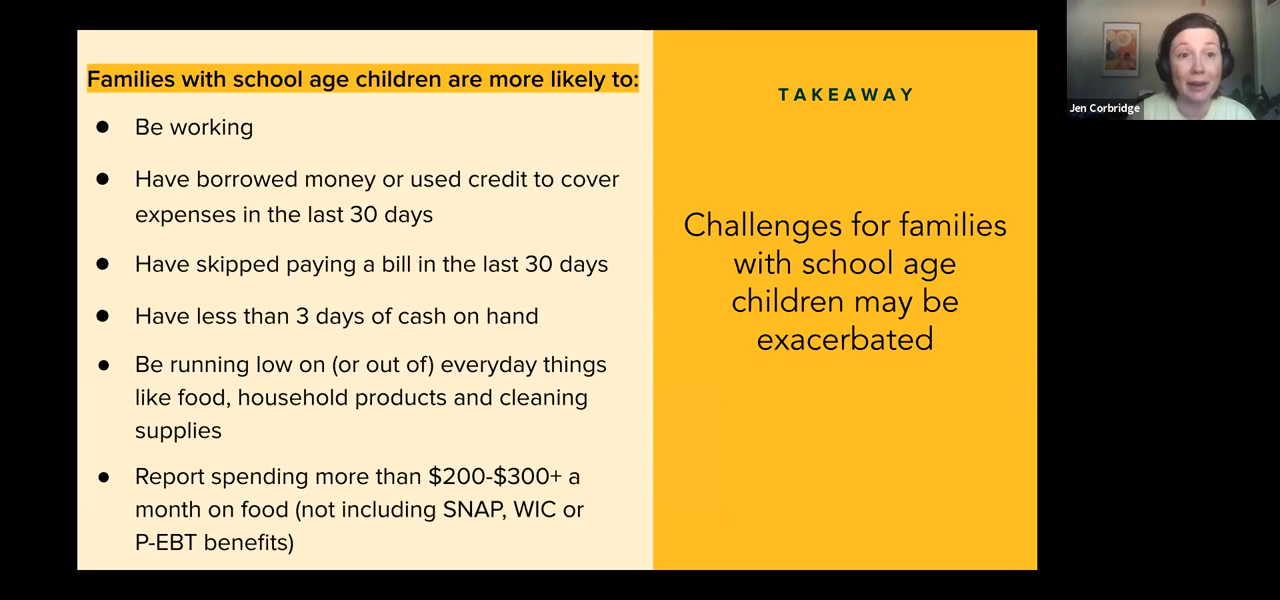 Families with school age children are more likely to:
● Be working
● Have borrowed money or used credit to cover
expenses in the last 30 days
● Have skipped paying a bill in the last 30 days
● Have less than 3 days of cash on hand
● Be running low on (or out of) everyday things
like food, household products and cleaning
supplies
● Report spending more than $200-$300+ a
month on food (not including SNAP, WIC or
P-EBT benefits)
TAKEAWAY
Challenges for families
with school age
children may be
exacerbated
Jen Corbridge